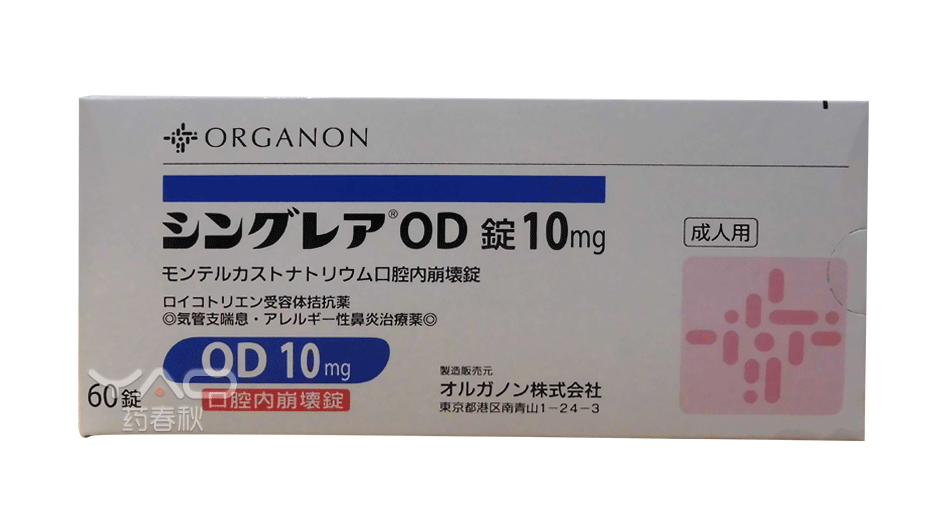 ORGANON
シングレア® OD 錠 10mg
成人用
モンテルカストナトリウム口腔内崩壊錠
ロイコトリエン受容体拮抗薬
◎気管支喘息・アレルギー性鼻炎治療薬◎
OD 10mg
口腔内崩壊錠
60錠
製造販売元
オルガノン株式会社
東京都港区南青山1-24-3
YAO
药春秋